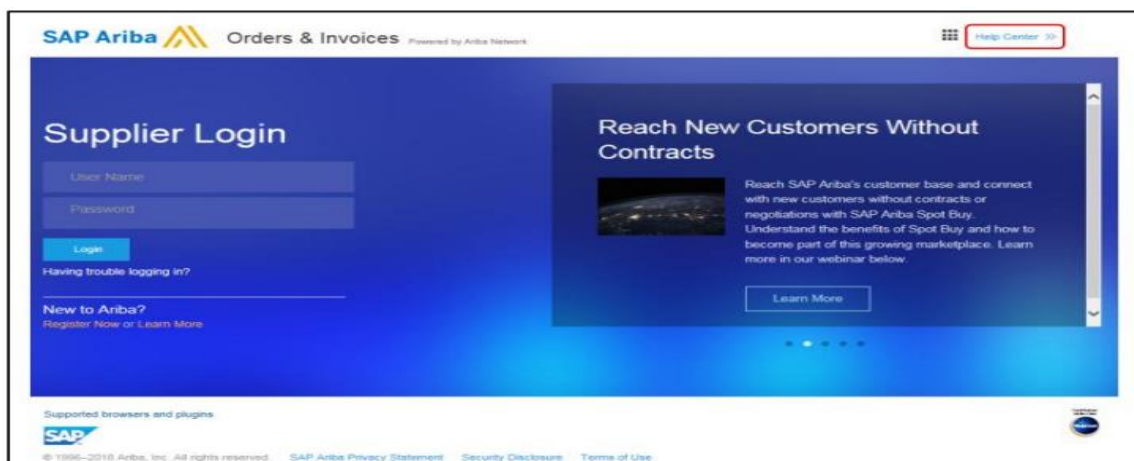 SAP Ariba Orders & Invoices Powered by Ariba Network
Help Center >>
Supplier Login
User Name
Password
Login
Having trouble logging in?
New to Ariba?
Register Now or Learn More
Reach New Customers Without
Contracts
Reach SAP Ariba's customer base and connect
with new customers without contracts or
negotiations with SAP Ariba Spot Buy.
Understand the benefits of Spot Buy and how to
become part of this growing marketplace. Learn
more in our webinar below.
Learn More
Supported browsers and plugins
SAP
© 1996–2018 Ariba, Inc. All rights reserved. SAP Ariba Privacy Statement Security Disclosure Terms of Use